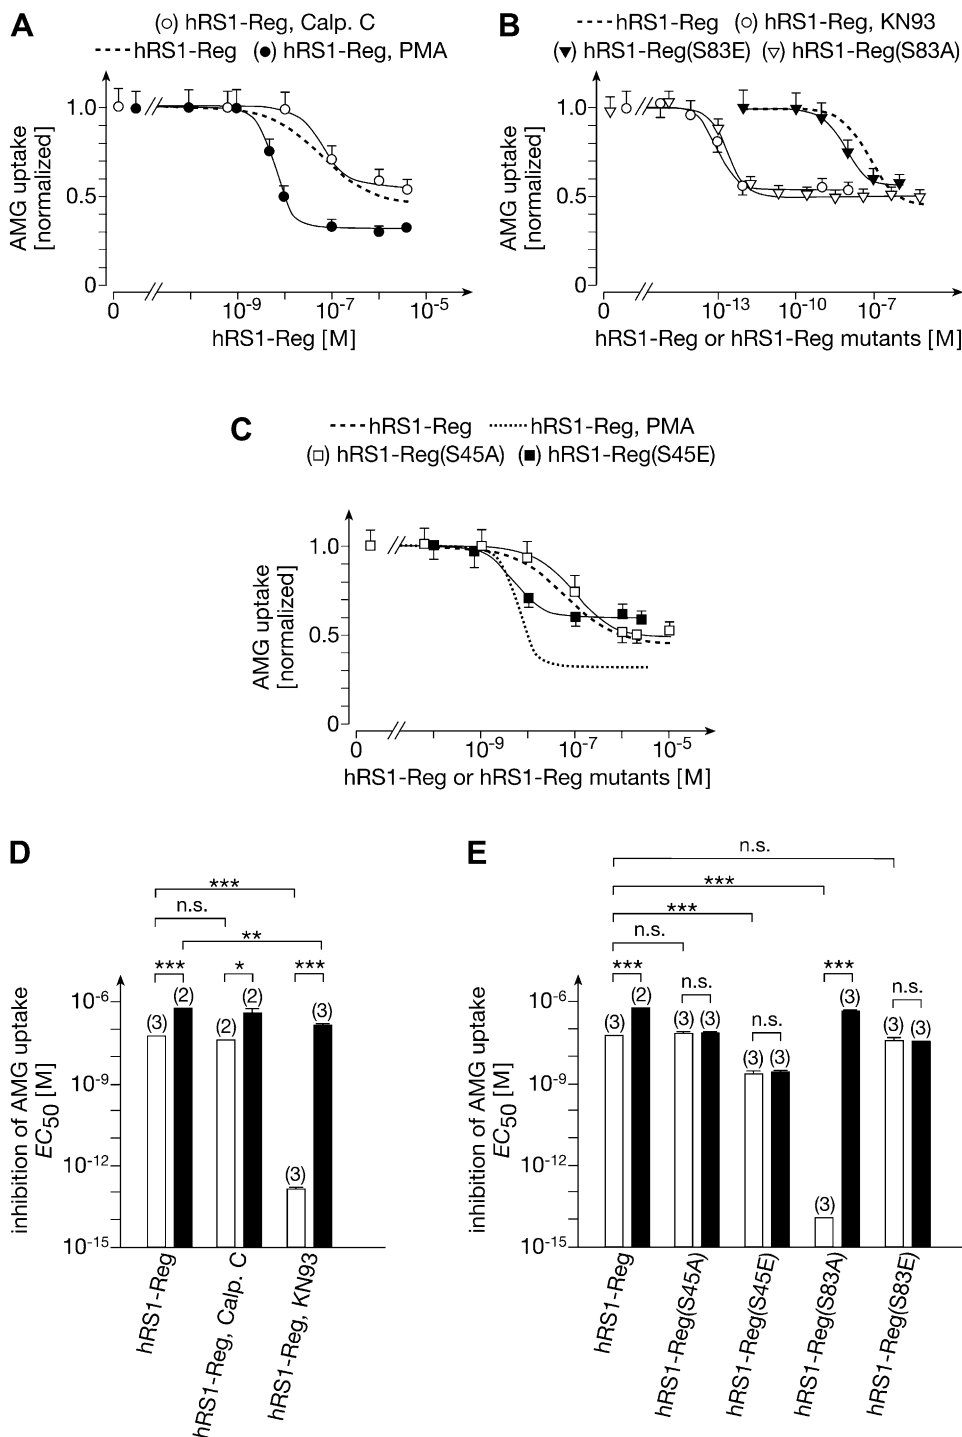 A
(○) hRS1-Reg, Calp. C
hRS1-Reg (●) hRS1-Reg, PMA
AMG uptake
[normalized]
1.0
0.5
0
0 10-9 10-7 10-5
hRS1-Reg [M]
B
hRS1-Reg (○) hRS1-Reg, KN93
(▼) hRS1-Reg(S83E) (▽) hRS1-Reg(S83A)
AMG uptake
[normalized]
1.0
0.5
0
0 10-13 10-10 10-7
hRS1-Reg or hRS1-Reg mutants [M]
C
hRS1-Reg hRS1-Reg, PMA
(□) hRS1-Reg(S45A) (■) hRS1-Reg(S45E)
AMG uptake
[normalized]
1.0
0.5
0
0 10-9 10-7 10-5
hRS1-Reg or hRS1-Reg mutants [M]
D
***
n.s.
**
*** * ***
(3) (2) (2) (2) (3) (3)
inhibition of AMG uptake
EC50 [M]
10-6
10-9
10-12
10-15
hRS1-Reg
hRS1-Reg, Calp. C
hRS1-Reg, KN93
E
n.s.
***
***
n.s.
*** n.s. n.s. *** n.s.
(3) (2) (3) (3) (3) (3) (3) (3) (3) (3)
inhibition of AMG uptake
EC50 [M]
10-6
10-9
10-12
10-15
hRS1-Reg
hRS1-Reg(S45A)
hRS1-Reg(S45E)
hRS1-Reg(S83A)
hRS1-Reg(S83E)